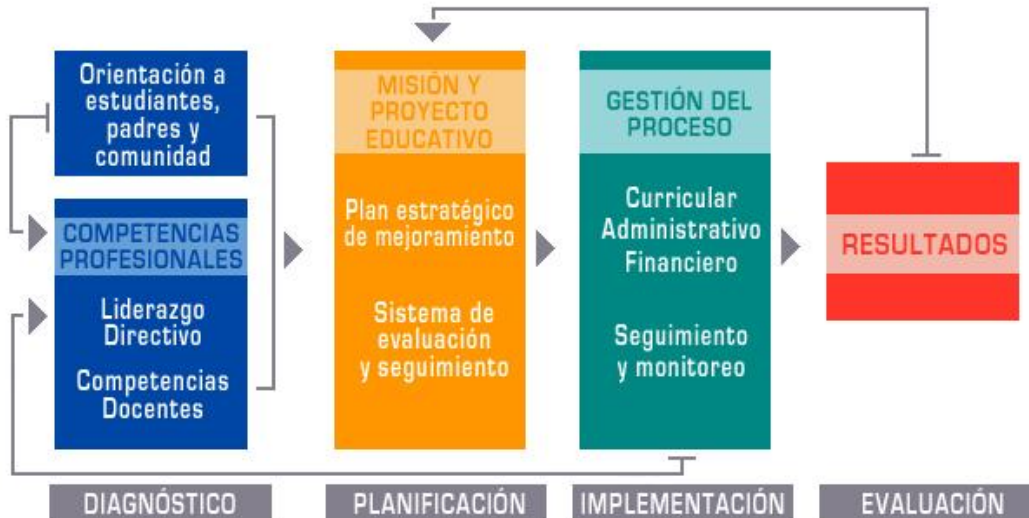 Orientación a
estudiantes,
padres y
comunidad
COMPETENCIAS
PROFESIONALES
Liderazgo
Directivo
Competencias
Docentes
MISIÓN Y
PROYECTO
EDUCATIVO
Plan estratégico
de mejoramiento
Sistema de
evaluación
y seguimiento
GESTIÓN DEL
PROCESO
Curricular
Administrativo
Financiero
Seguimiento
y monitoreo
RESULTADOS
DIAGNÓSTICO
PLANIFICACIÓN
IMPLEMENTACIÓN
EVALUACIÓN